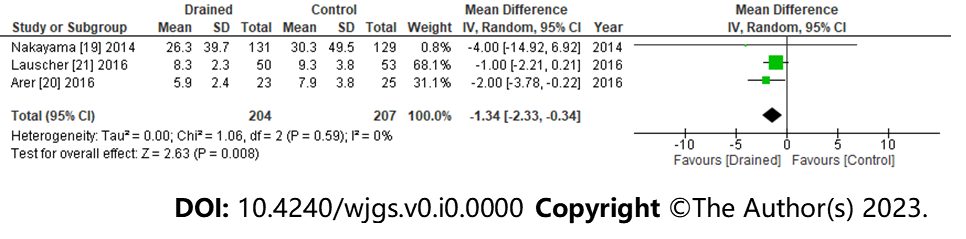 Drained Control Mean Difference Mean Difference
Study or Subgroup Mean SD Total Mean SD Total Weight IV, Random, 95% CI Year IV, Random, 95% CI
Nakayama [19] 2014 26.3 39.7 131 30.3 49.5 129 0.8% -4.00 [-14.92, 6.92] 2014
Lauscher [21] 2016 8.3 2.3 50 9.3 3.8 53 68.1% -1.00 [-2.21, 0.21] 2016
Arer [20] 2016 5.9 2.4 23 7.9 3.8 25 31.1% -2.00 [-3.78, -0.22] 2016
Total (95% CI) 204 207 100.0% -1.34 [-2.33, -0.34]
Heterogeneity: Tau² = 0.00; Chi² = 1.06, df = 2 (P = 0.59); I² = 0%
Test for overall effect: Z = 2.63 (P = 0.008)
-10 -5 0 5 10
Favours [Drained] Favours [Control]
DOI: 10.4240/wjgs.v0.i0.0000 Copyright ©The Author(s) 2023.